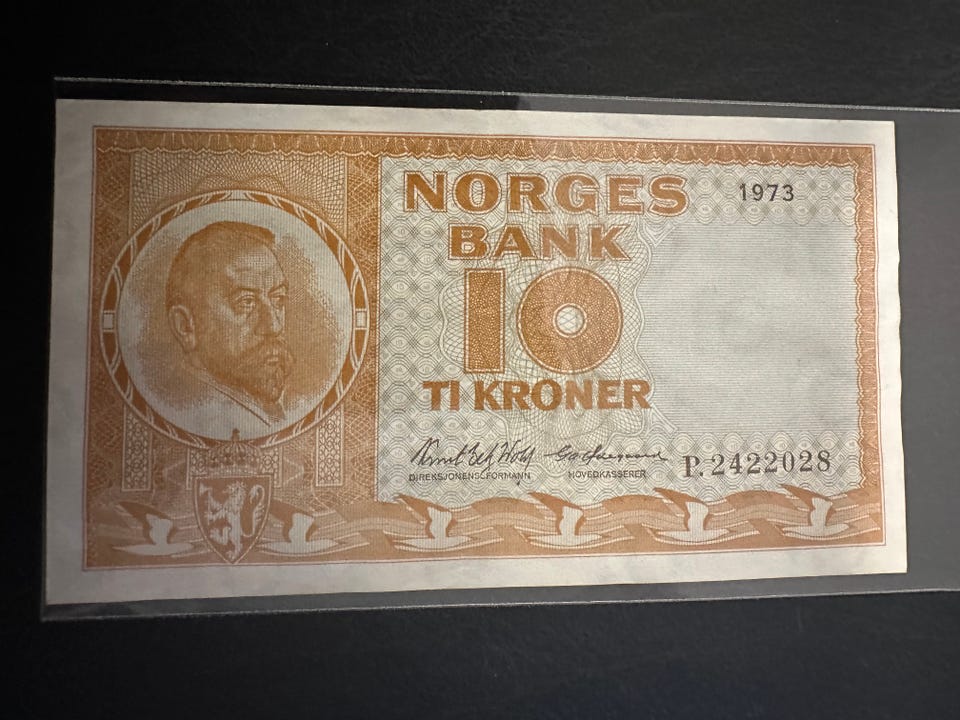 NORGES
1973
BANK
10
TI KRONER
DIREKSJONENS FORMANN
HOVEDKASSERER
P.2422028